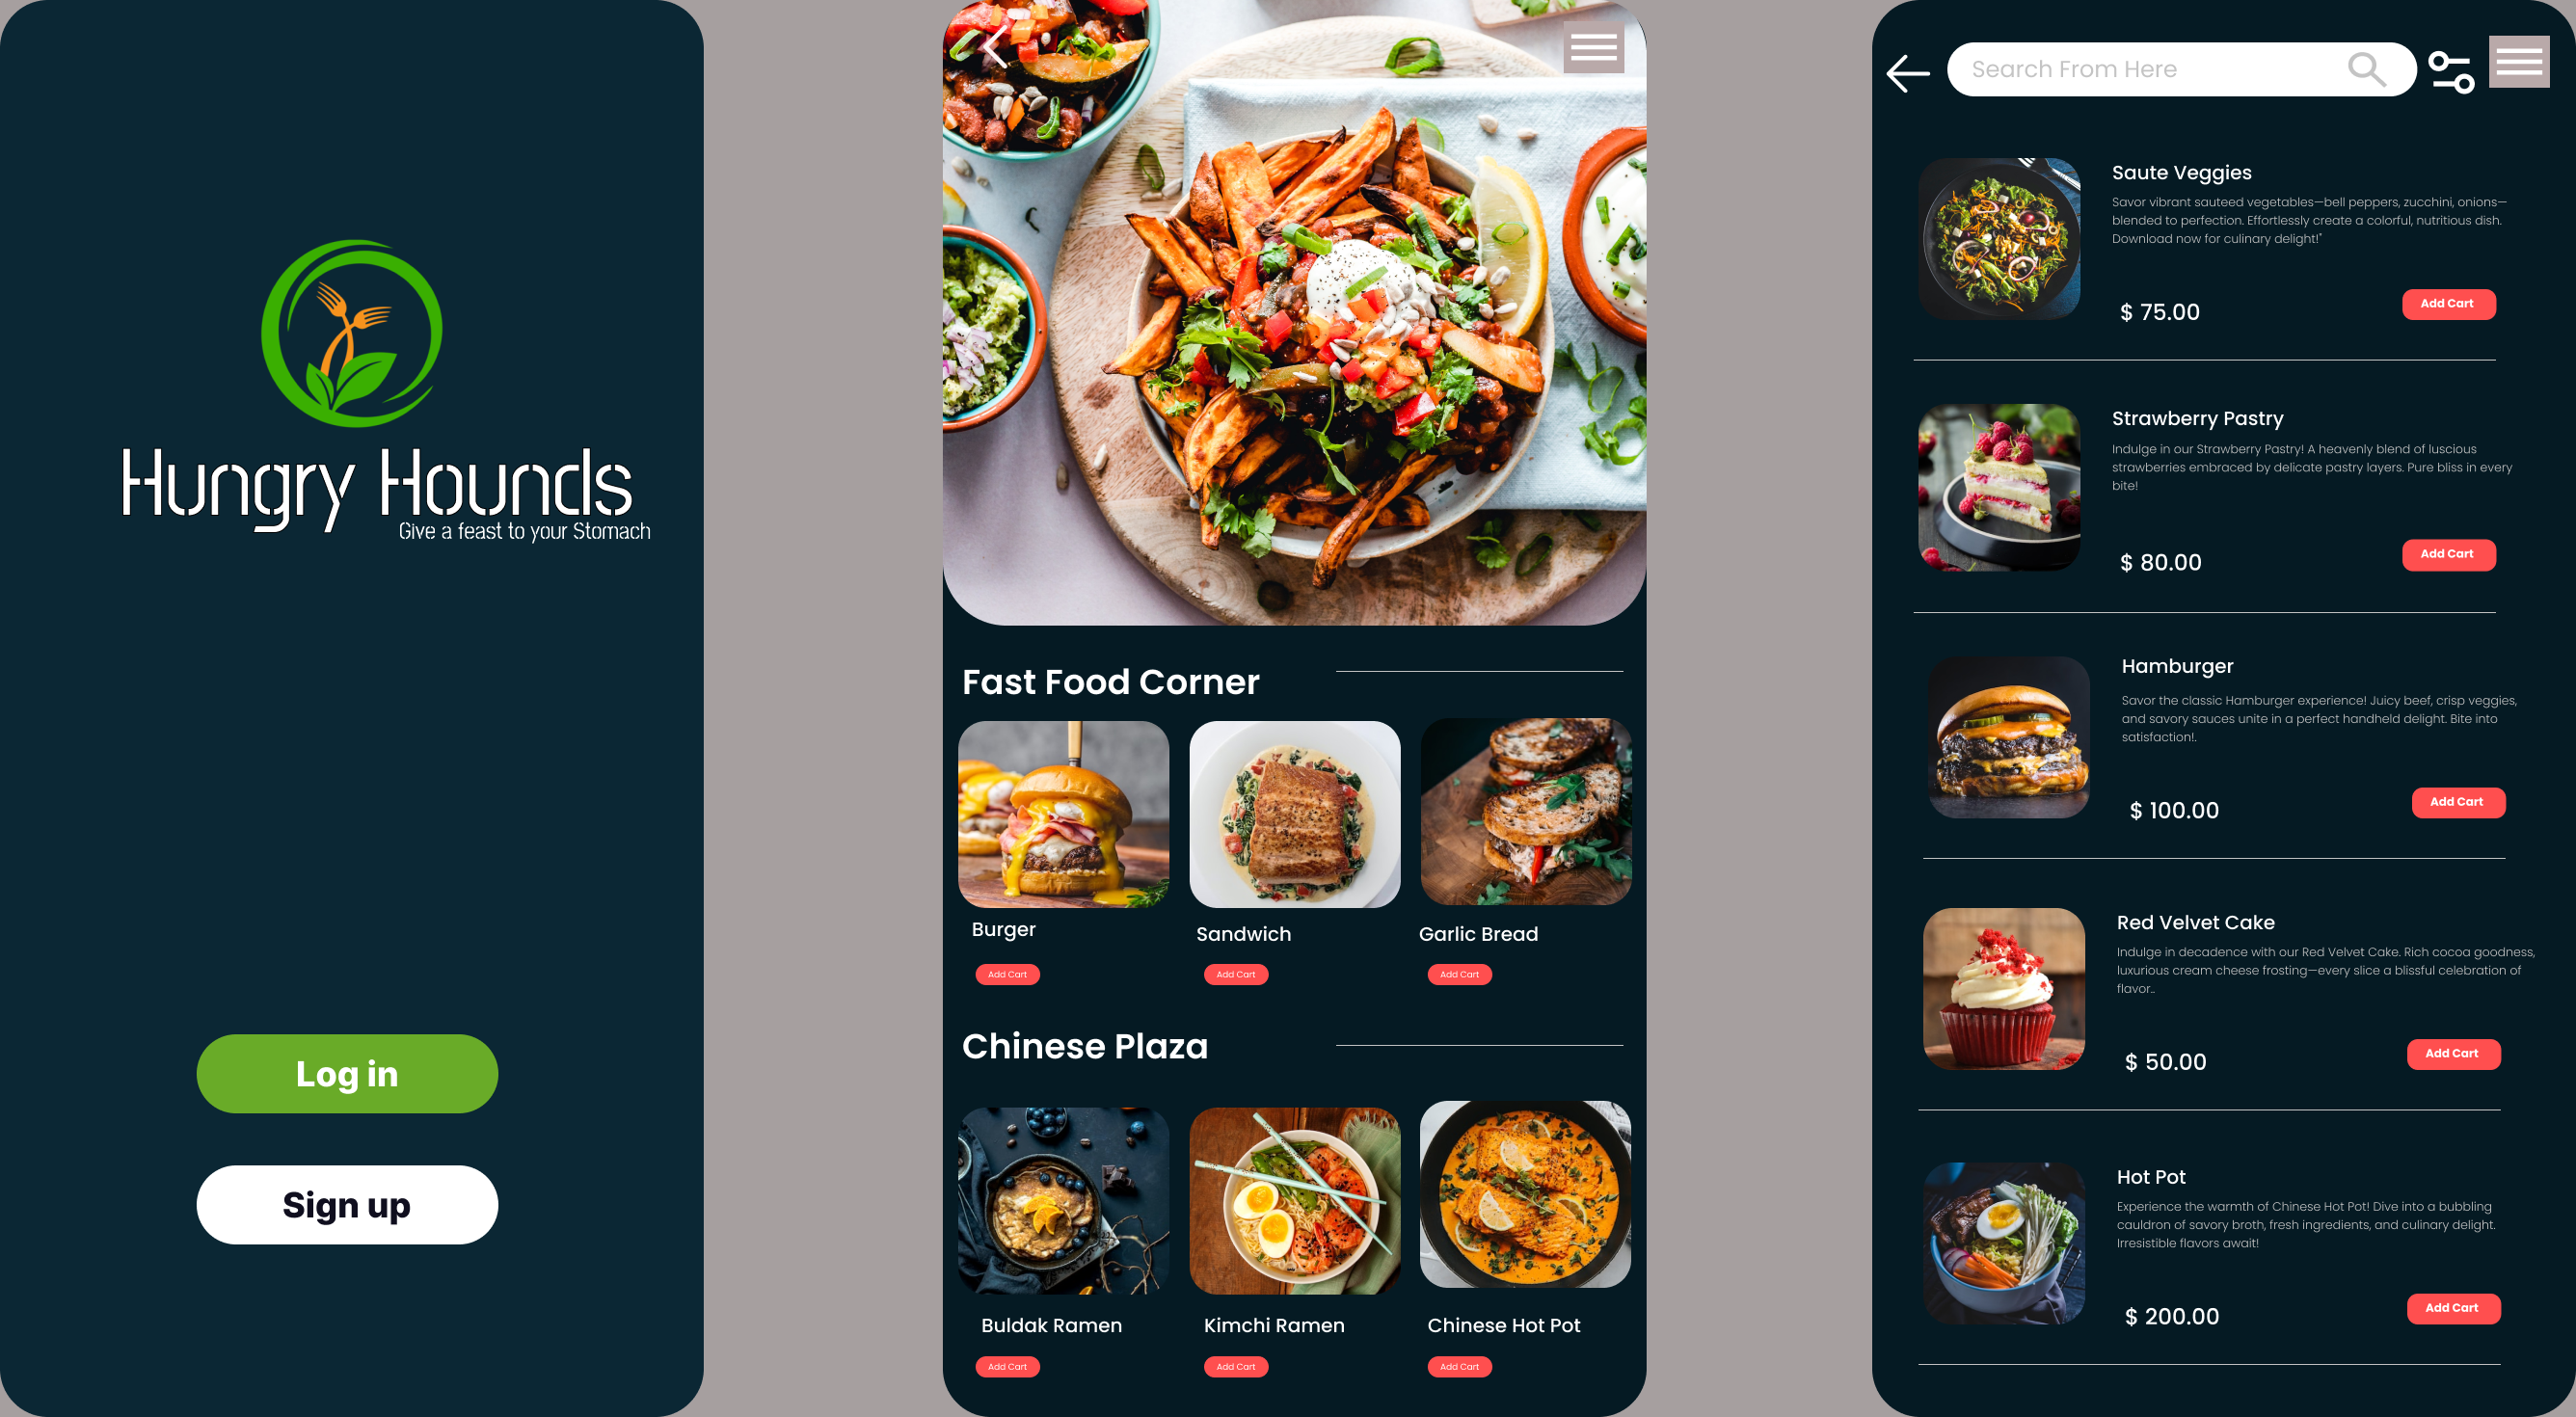 Hungry Hounds
Give a feast to your Stomach
Log in
Sign up
Fast Food Corner
Burger
Sandwich
Garlic Bread
Add Cart
Add Cart
Add Cart
Chinese Plaza
Buldak Ramen
Kimchi Ramen
Chinese Hot Pot
Add Cart
Add Cart
Add Cart
Search From Here
Saute Veggies
Savor vibrant sauteed vegetables—bell peppers, zucchini, onions—
blended to perfection. Effortlessly create a colorful, nutritious dish.
Download now for culinary delight!"
$ 75.00
Add Cart
Strawberry Pastry
Indulge in our Strawberry Pastry! A heavenly blend of luscious
strawberries embraced by delicate pastry layers. Pure bliss in every
bite!
$ 80.00
Add Cart
Hamburger
Savor the classic Hamburger experience! Juicy beef, crisp veggies,
and savory sauces unite in a perfect handheld delight. Bite into
satisfaction!.
$ 100.00
Add Cart
Red Velvet Cake
Indulge in decadence with our Red Velvet Cake. Rich cocoa goodness,
luxurious cream cheese frosting—every slice a blissful celebration of
flavor..
$ 50.00
Add Cart
Hot Pot
Experience the warmth of Chinese Hot Pot! Dive into a bubbling
cauldron of savory broth, fresh ingredients, and culinary delight.
Irresistible flavors await!
$ 200.00
Add Cart